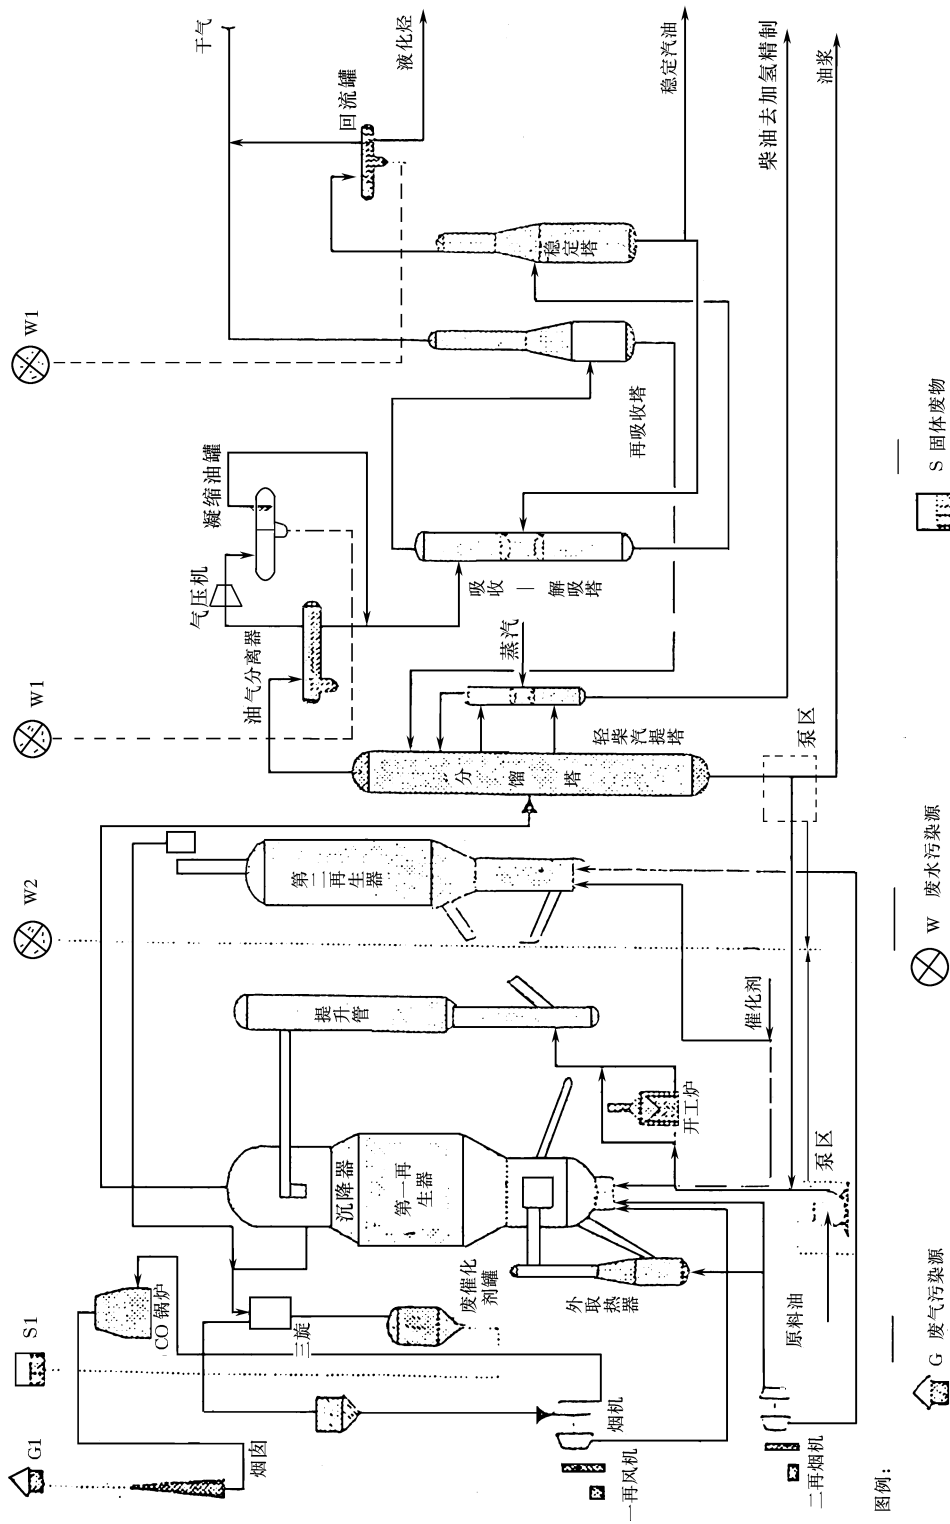 G1
S1
W2
W1
W1
烟囱
CO锅炉
三旋
废催化
剂罐
沉降器
第一再
生器
外
取
热
器
烟机
一再风机
二再烟机
原料油
泵区
开工炉
催化剂
提升管
第二再
生器
分馏塔
轻柴汽提塔
泵区
蒸汽
油气分离器
气压机
凝缩油罐
吸收—解吸塔
再吸收塔
稳定
塔
回流罐
干气
液化烃
稳定汽油
柴油去加氢精制
油浆
图例：
G 废气污染源
W 废水污染源
S 固体废物